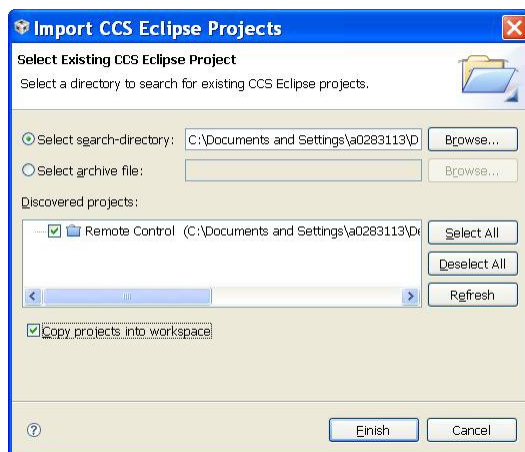 Import CCS Eclipse Projects
Select Existing CCS Eclipse Project
Select a directory to search for existing CCS Eclipse projects.
Select search-directory: C:\Documents and Settings\a0283113\D Browse...
Select archive file: Browse...
Discovered projects:
Remote Control (C:\Documents and Settings\a0283113\De
Select All
Deselect All
Refresh
Copy projects into workspace
? Finish Cancel